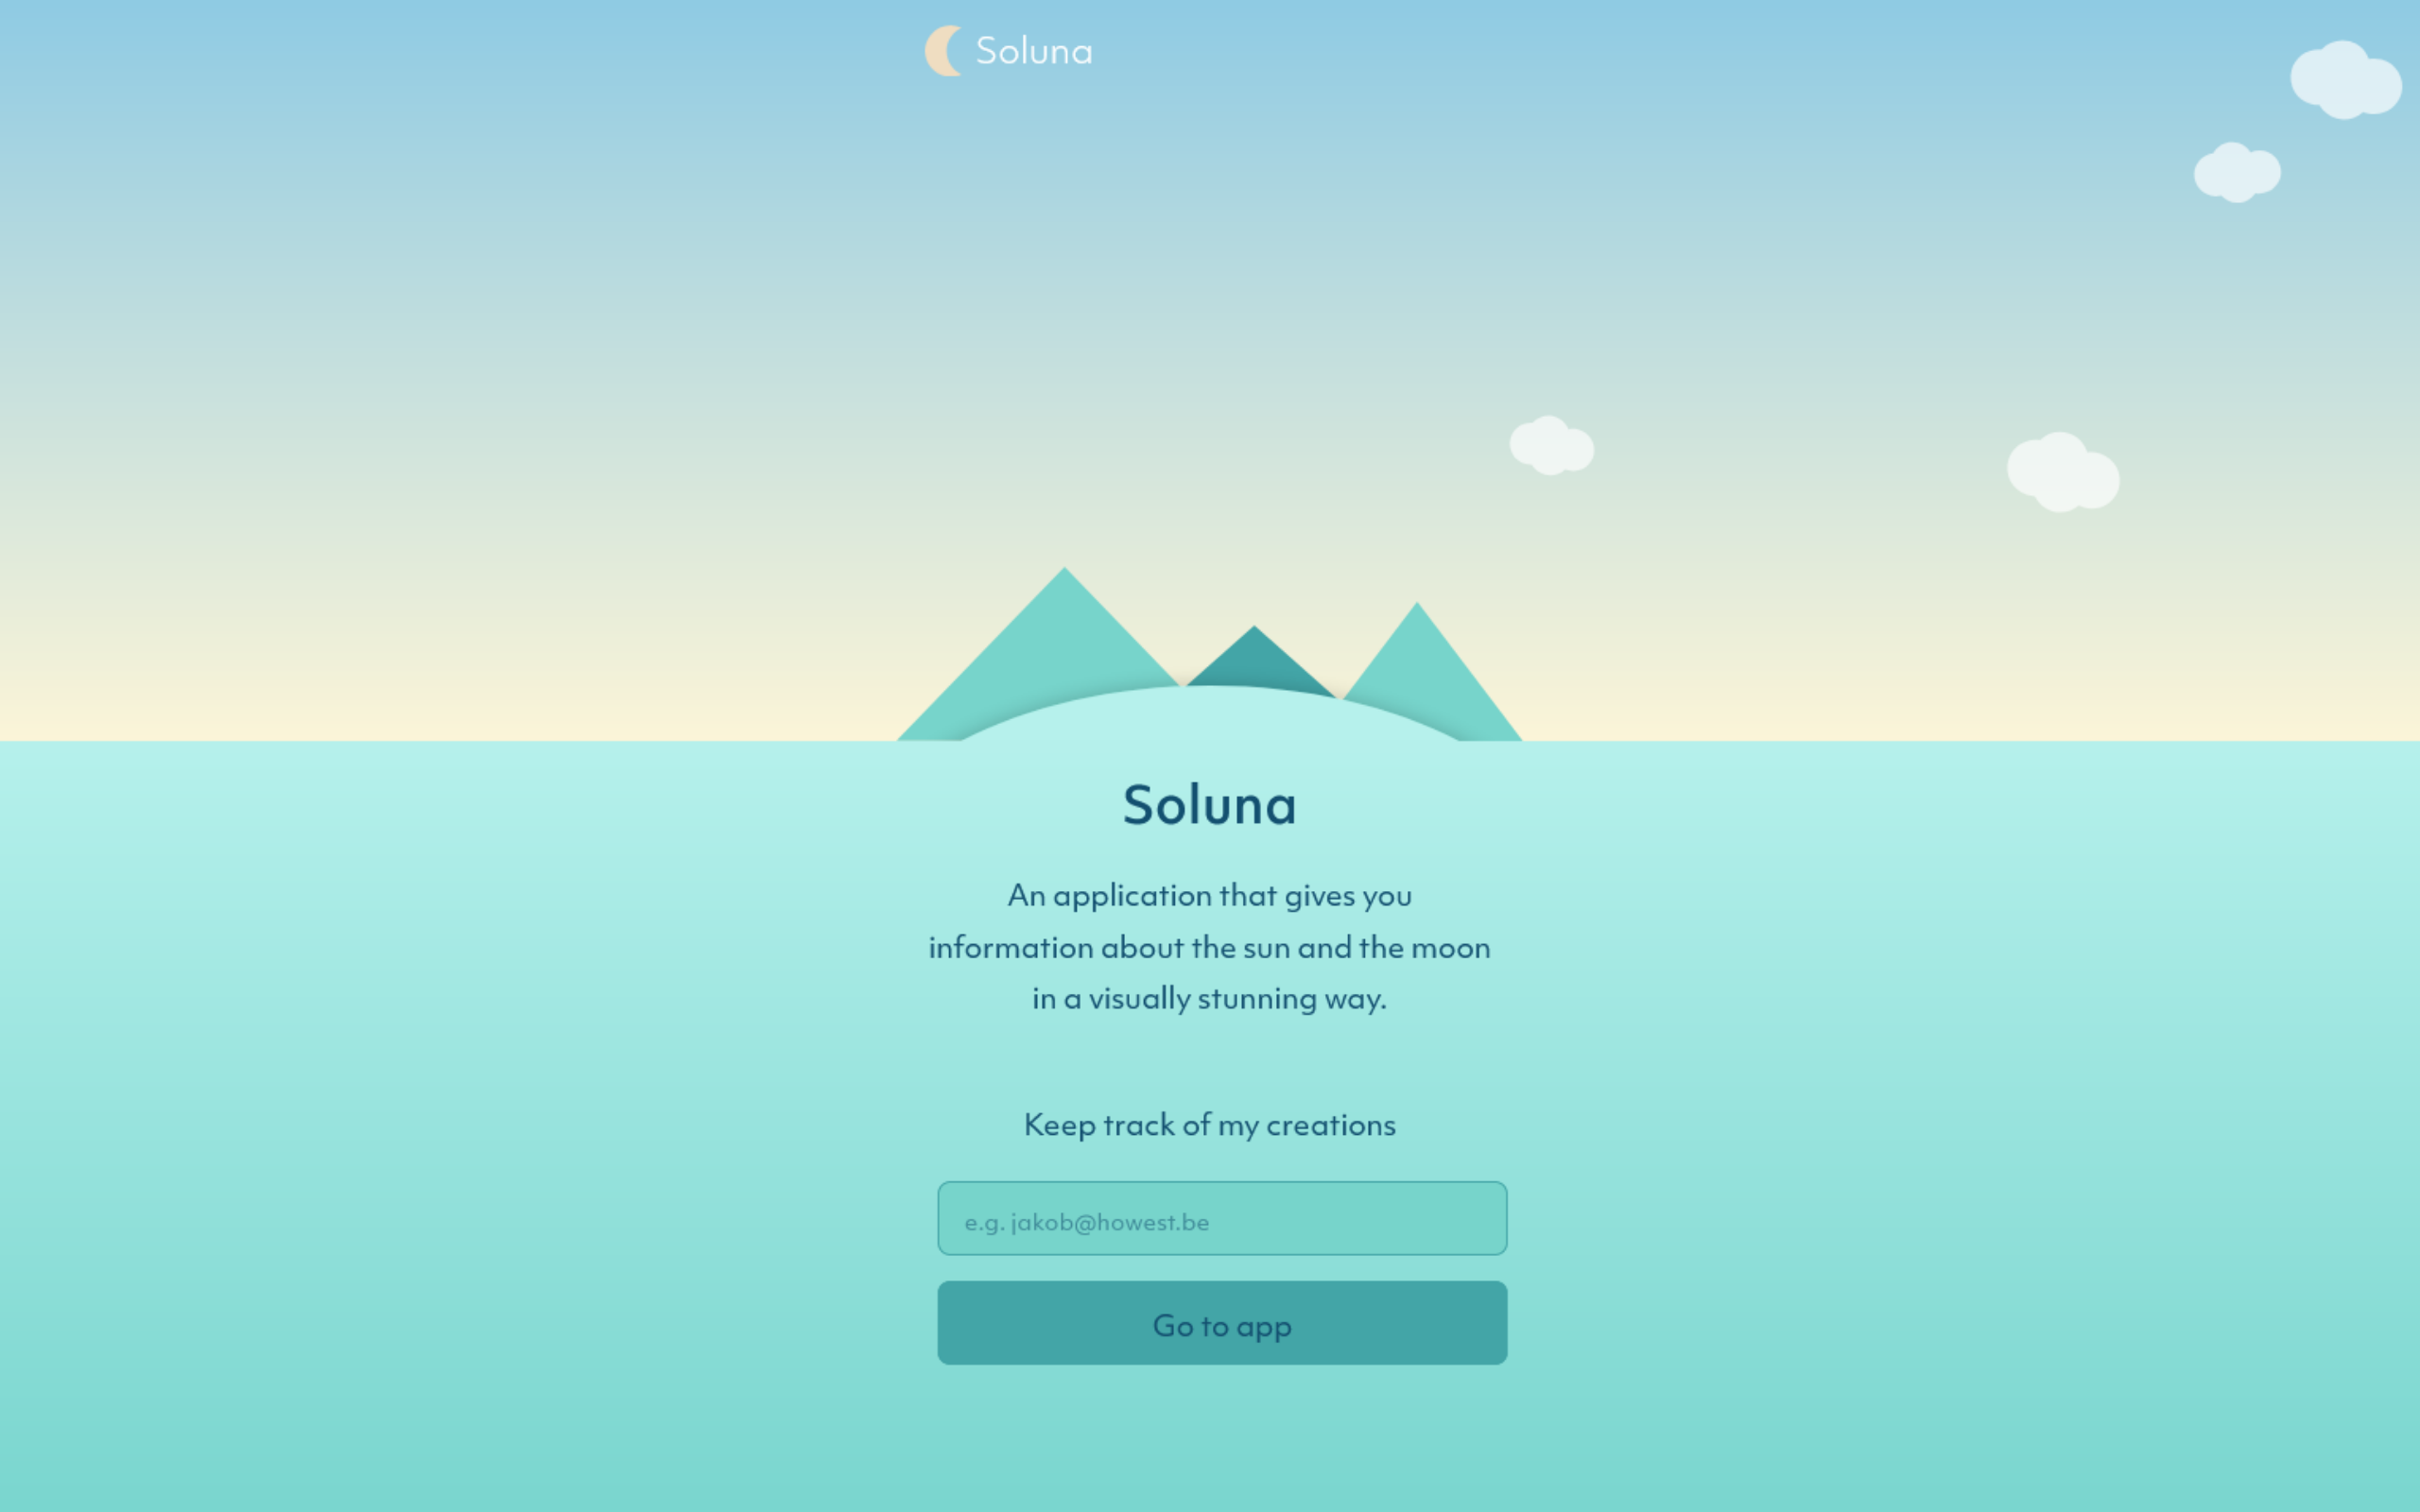 Soluna
Soluna
An application that gives you
information about the sun and the moon
in a visually stunning way.
Keep track of my creations
e.g. jakob@howest.be
Go to app